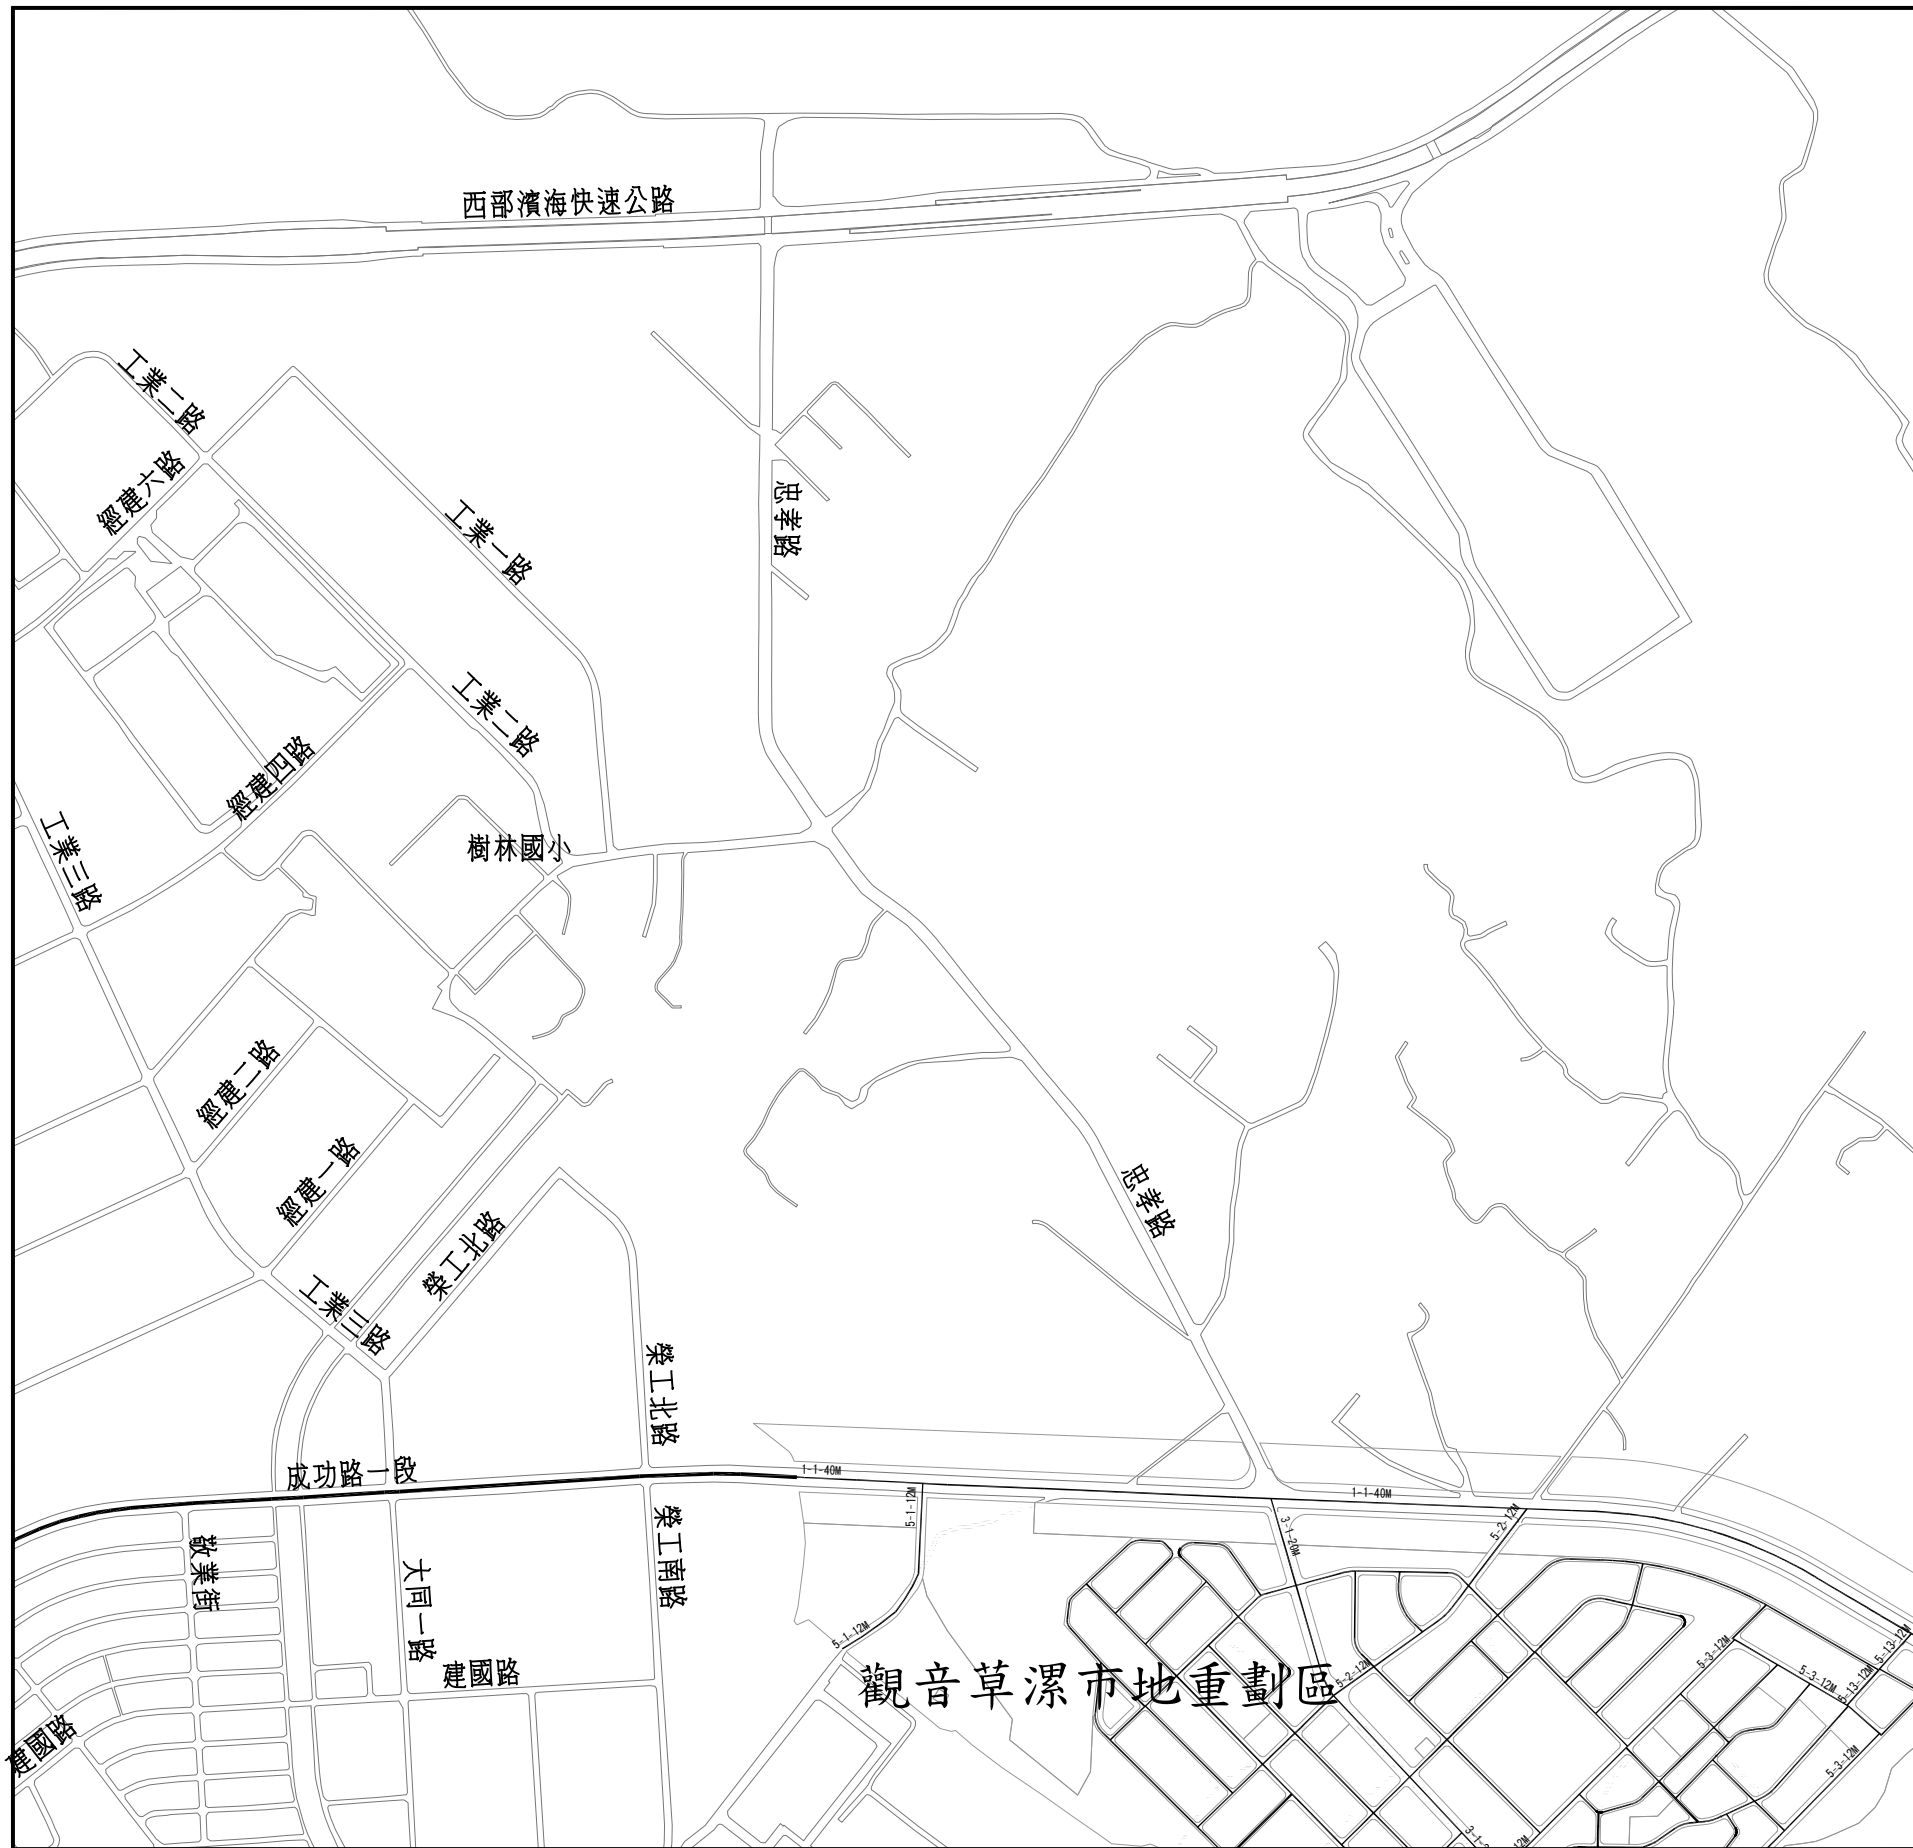 西部濱海快速公路
工業二路
經建六路
工業一路
忠孝路
工業二路
經建四路
工業三路
樹林國小
經建二路
經建一路
忠孝路
榮工北路
工業三路
榮工北路
成功路一段
1-1-40M
1-1-40M
5-1-12M
3-1-20M
5-2-12M
敬業街
榮工南路
大同一路
5-1-12M
建國路
觀音草漯市地重劃區
5-2-12M
5-3-12M
5-13-12M
5-3-12M
5-13-12M
建國路
5-3-12M